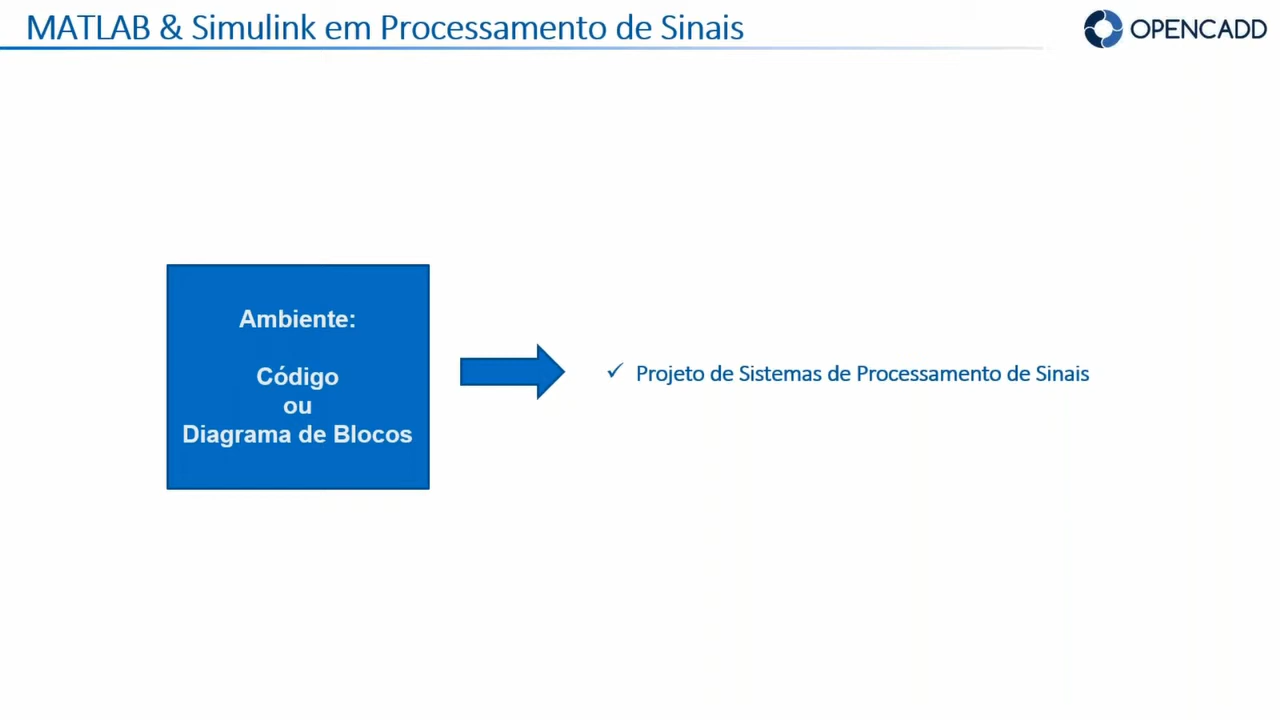 MATLAB & Simulink em Processamento de Sinais
OPENCADD
Ambiente:
Código
ou
Diagrama de Blocos
✓ Projeto de Sistemas de Processamento de Sinais